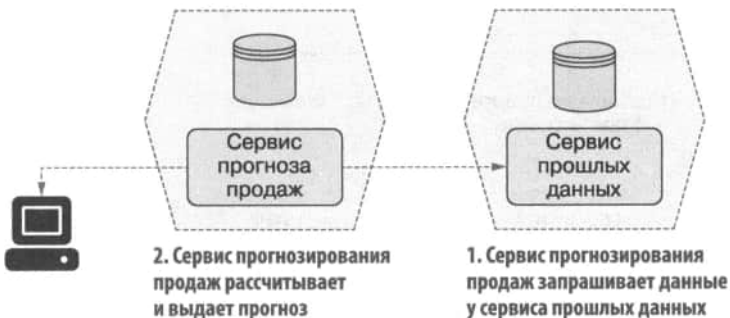 Сервис
прогноза
продаж
Сервис
прошлых
данных
2. Сервис прогнозирования
продаж рассчитывает
и выдает прогноз
1. Сервис прогнозирования
продаж запрашивает данные
у сервиса прошлых данных